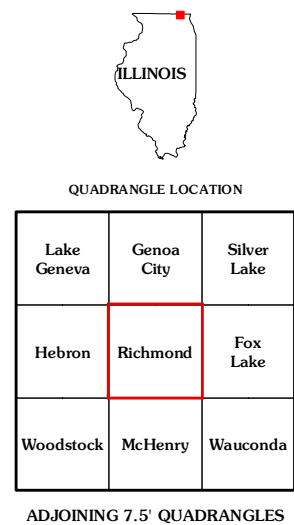 ILLINOIS
QUADRANGLE LOCATION
Lake
Geneva
Genoa
City
Silver
Lake
Hebron
Richmond
Fox
Lake
Woodstock
McHenry
Wauconda
ADJOINING 7.5' QUADRANGLES